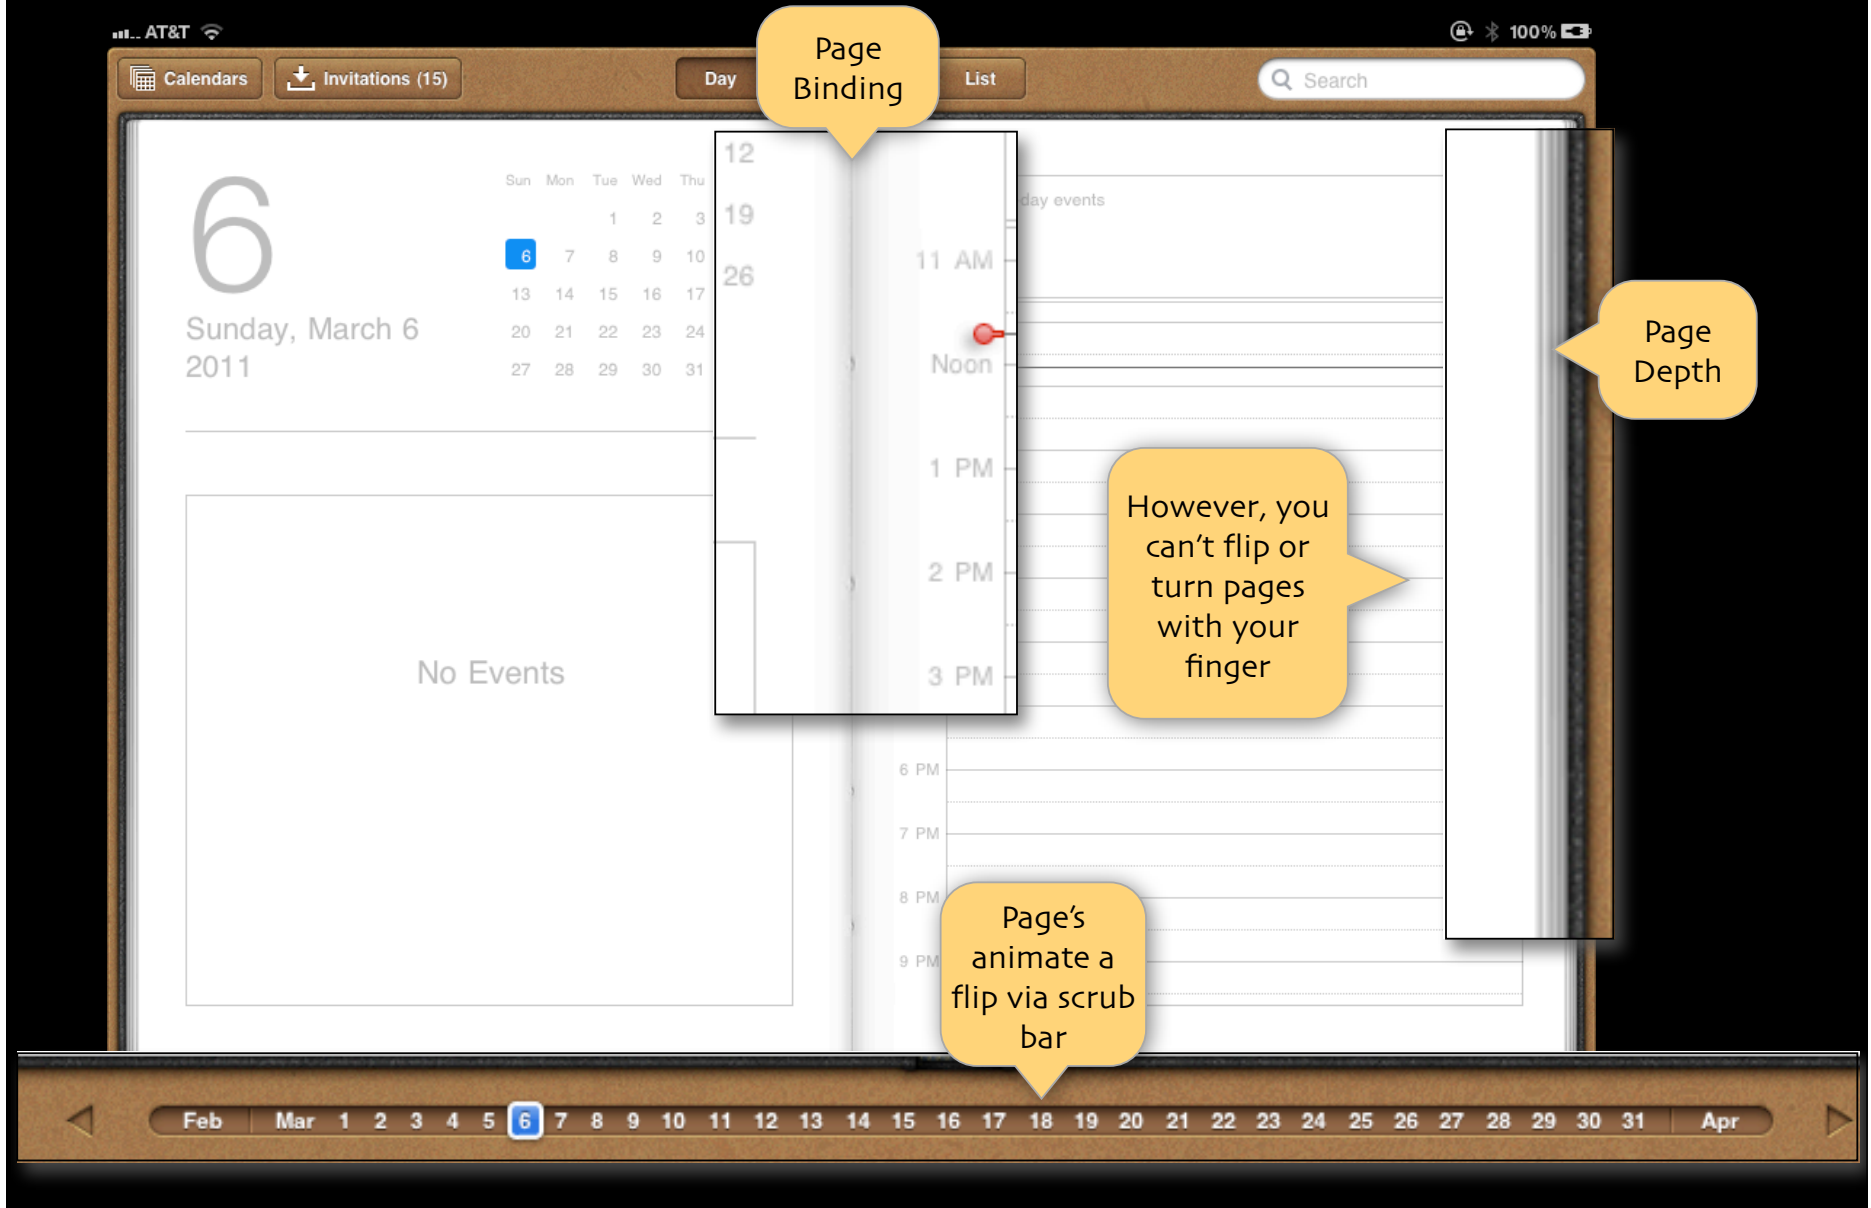 AT&T
100%
Calendars
Invitations (15)
Day
List
Search
Page
Binding
6
Sunday, March 6
2011
Sun Mon Tue Wed Thu
1 2 3
6 7 8 9 10
13 14 15 16 17
20 21 22 23 24
27 28 29 30 31
12
19
26
No Events
day events
11 AM
Noon
1 PM
2 PM
3 PM
6 PM
7 PM
8 PM
9 PM
Page
Depth
However, you
can't flip or
turn pages
with your
finger
Page's
animate a
flip via scrub
bar
Feb Mar 1 2 3 4 5 6 7 8 9 10 11 12 13 14 15 16 17 18 19 20 21 22 23 24 25 26 27 28 29 30 31 Apr